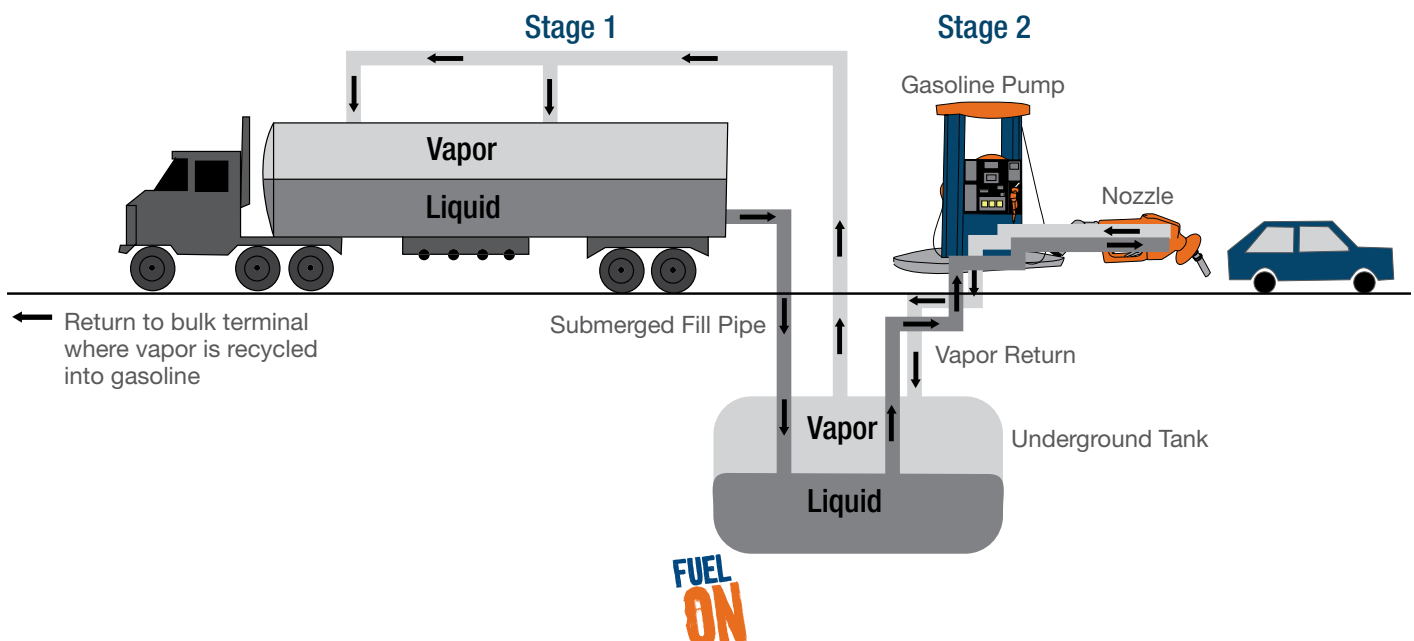 Stage 1
Stage 2
Gasoline Pump
Vapor
Liquid
Nozzle
Return to bulk terminal
where vapor is recycled
into gasoline
Submerged Fill Pipe
Vapor Return
Vapor
Underground Tank
Liquid
FUEL
ON